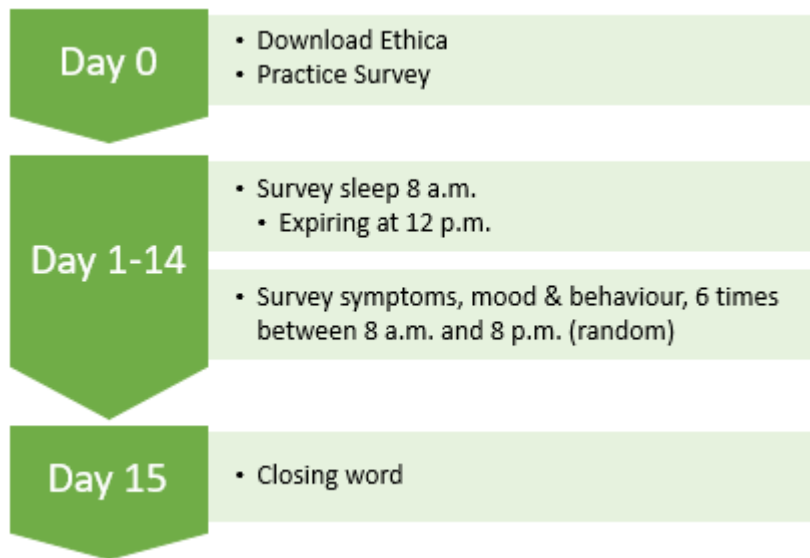 Day 0
• Download Ethica
• Practice Survey
Day 1-14
• Survey sleep 8 a.m.
• Expiring at 12 p.m.
• Survey symptoms, mood & behaviour, 6 times
between 8 a.m. and 8 p.m. (random)
Day 15
• Closing word